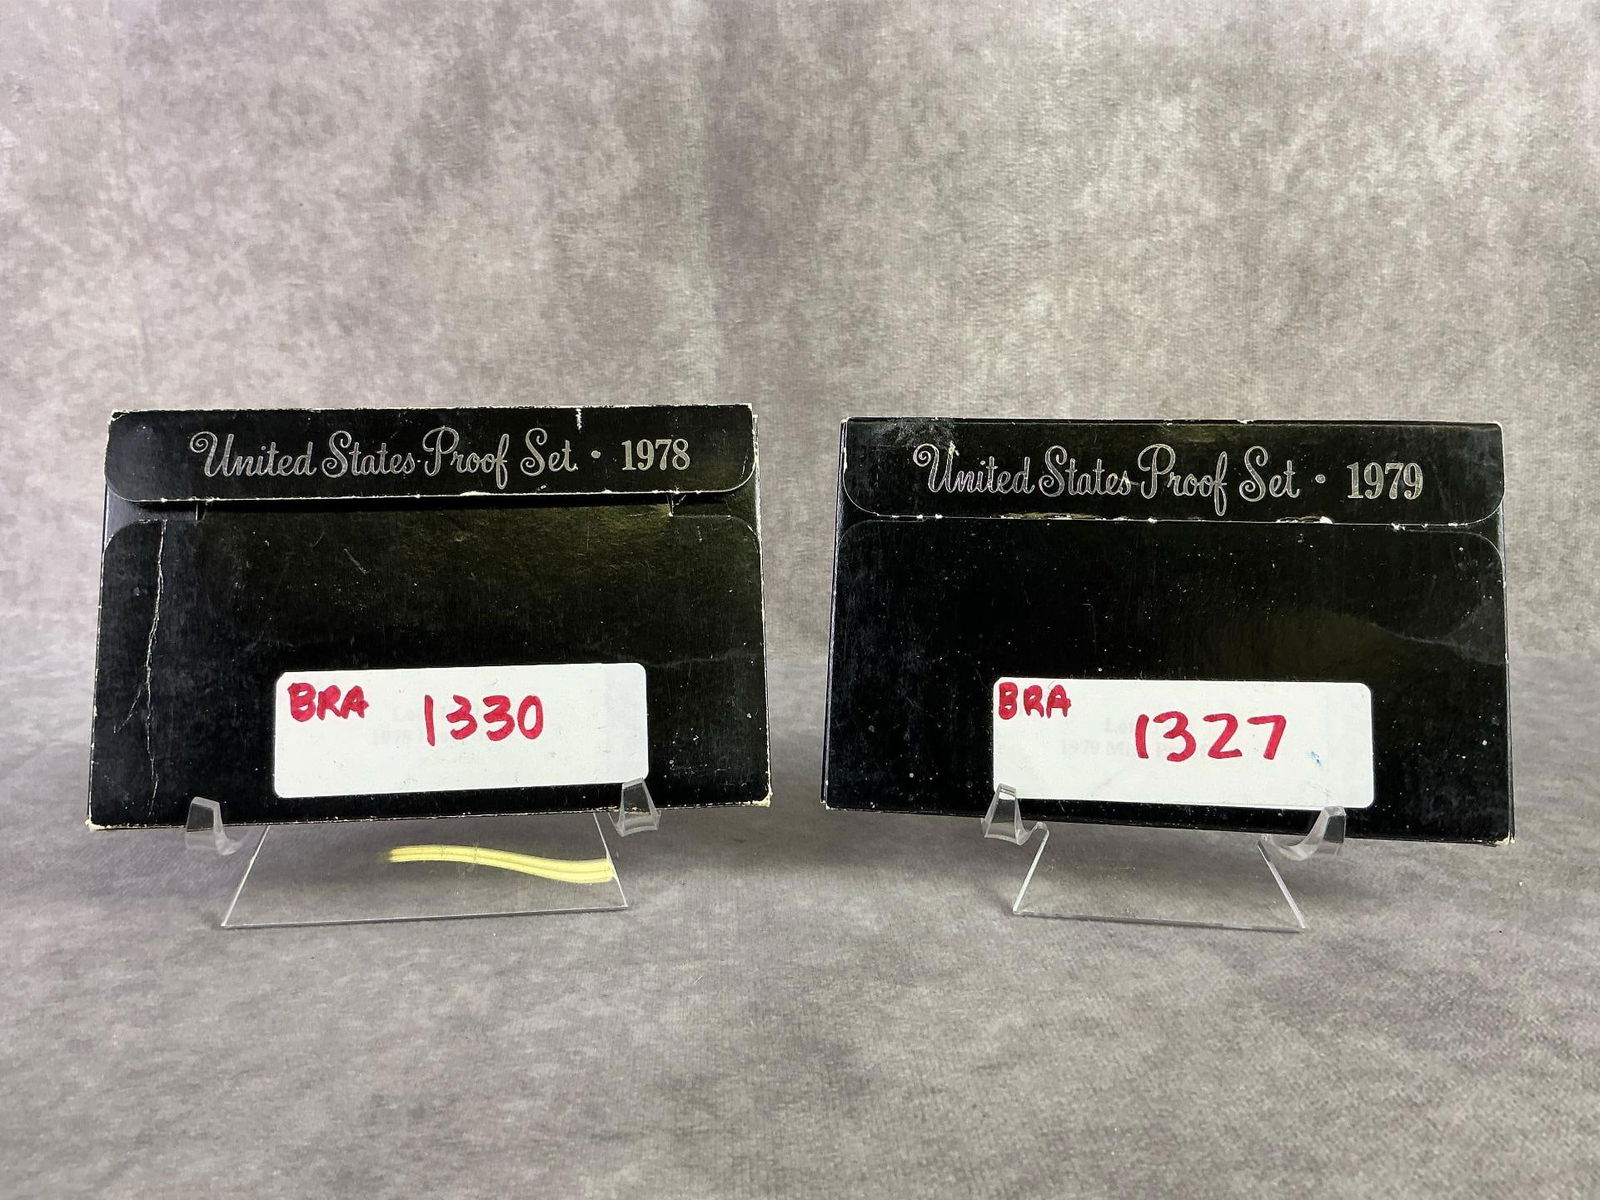 United States Proof Set · 1978
BRA 1330
United States Proof Set · 1979
BRA 1327